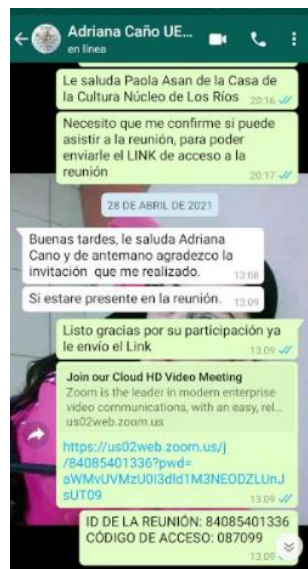 Adriana Caño UE...
en línea
Le saluda Paola Asan de la Casa de
la Cultura Núcleo de Los Ríos 20:16
Necesito que me confirme si puede
asistir a la reunión, para poder
enviarle el LINK de acceso a la
reunión 20:17
28 DE ABRIL DE 2021
Buenas tardes, le saluda Adriana
Cano y de antemano agradezco la
invitación que me realizado. 13:08
Si estare presente en la reunión. 13:09
Listo gracias por su participación ya
le envío el Link 13:09
Join our Cloud HD Video Meeting
Zoom is the leader in modern enterprise
video communications, with an easy, rel...
us02web.zoom.us
https://us02web.zoom.us/j
/84085401336?pwd=
aWMvUVMzU0I3dld1M3NEODZLUnJ
sUT09 13:09
ID DE LA REUNIÓN: 84085401336
CÓDIGO DE ACCESO: 087099
13:09